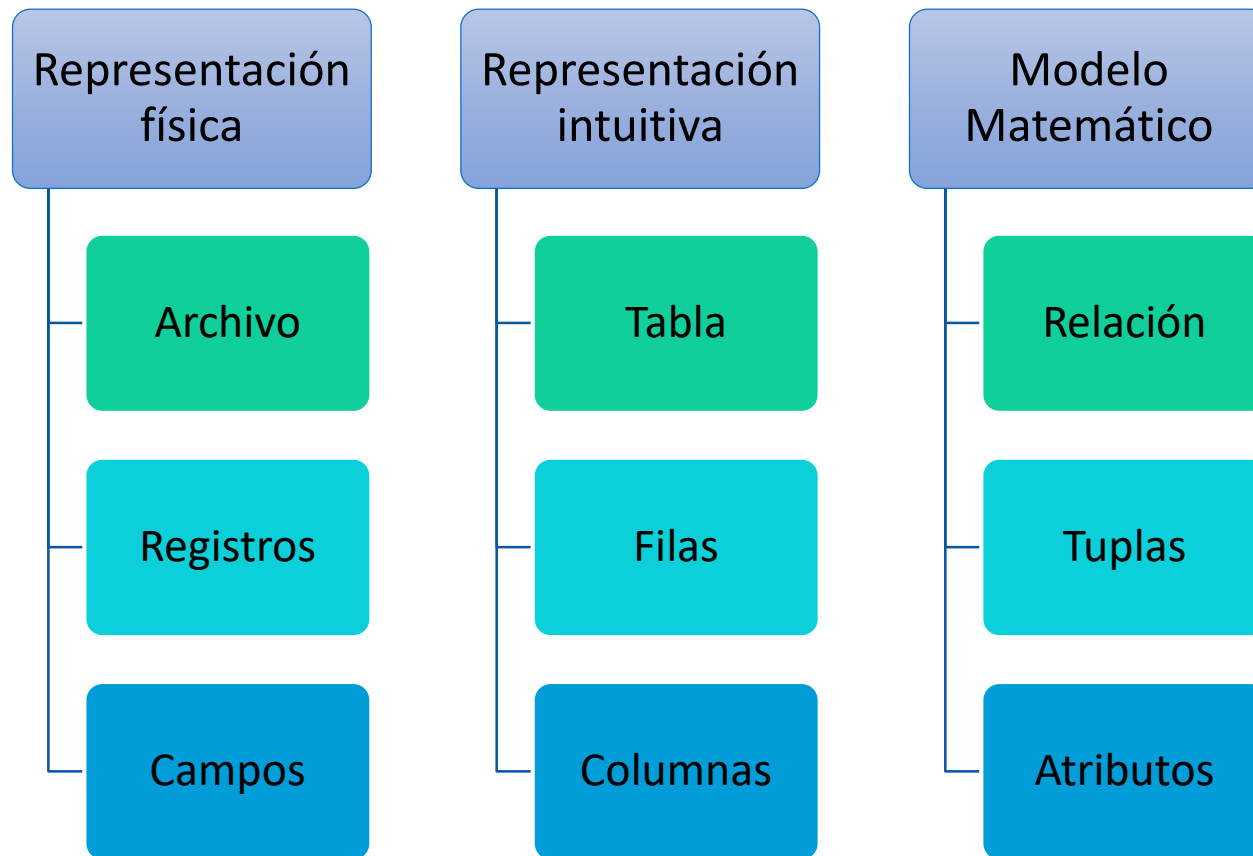 Representación
física
Archivo
Registros
Campos
Representación
intuitiva
Tabla
Filas
Columnas
Modelo
Matemático
Relación
Tuplas
Atributos